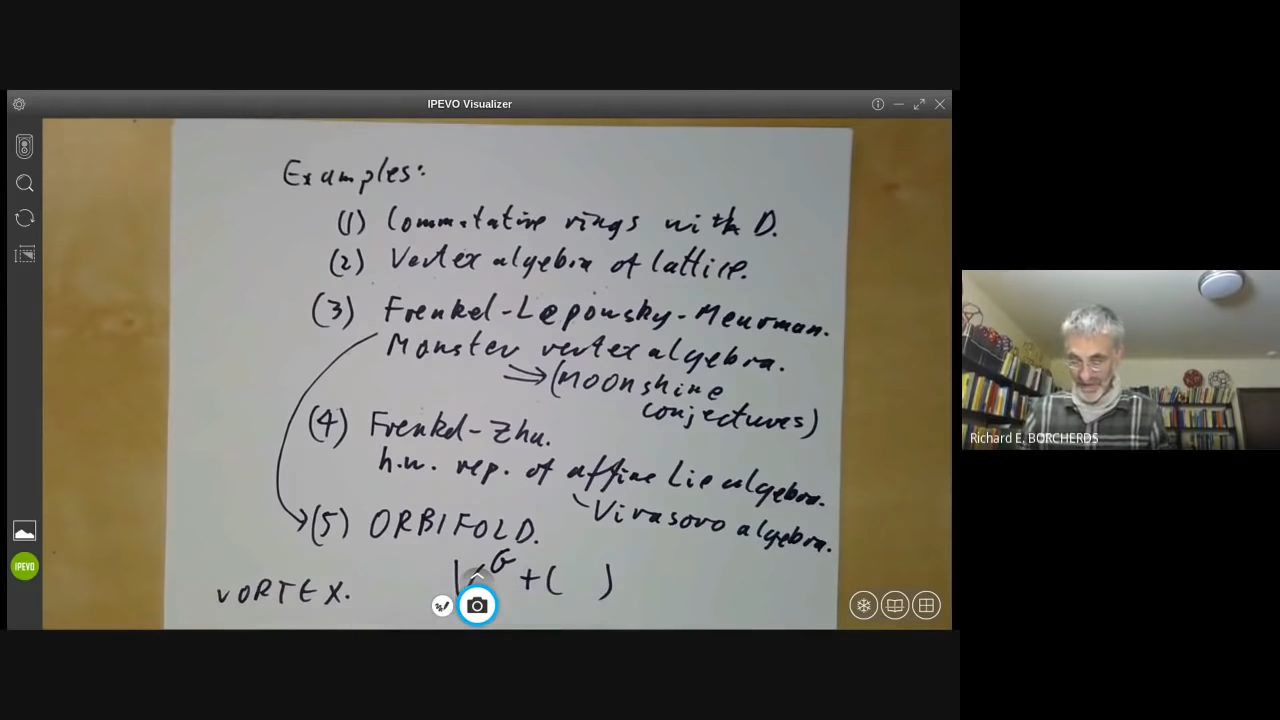 IPEVO Visualizer
Examples:
(1) Commutative rings with D.
(2) Vertex algebra of lattice.
(3) Frenkel-Lepowsky-Meurman.
Monster vertex algebra.
⇒ (Moonshine
conjectures)
(4) Frenkel-Zhu.
h.w. rep. of affine Lie algebra.
Virasoro algebra.
(5) ORBIFOLD.
V^G + ( )
VORTEX.
IPEVO
Richard E. BORCHERDS